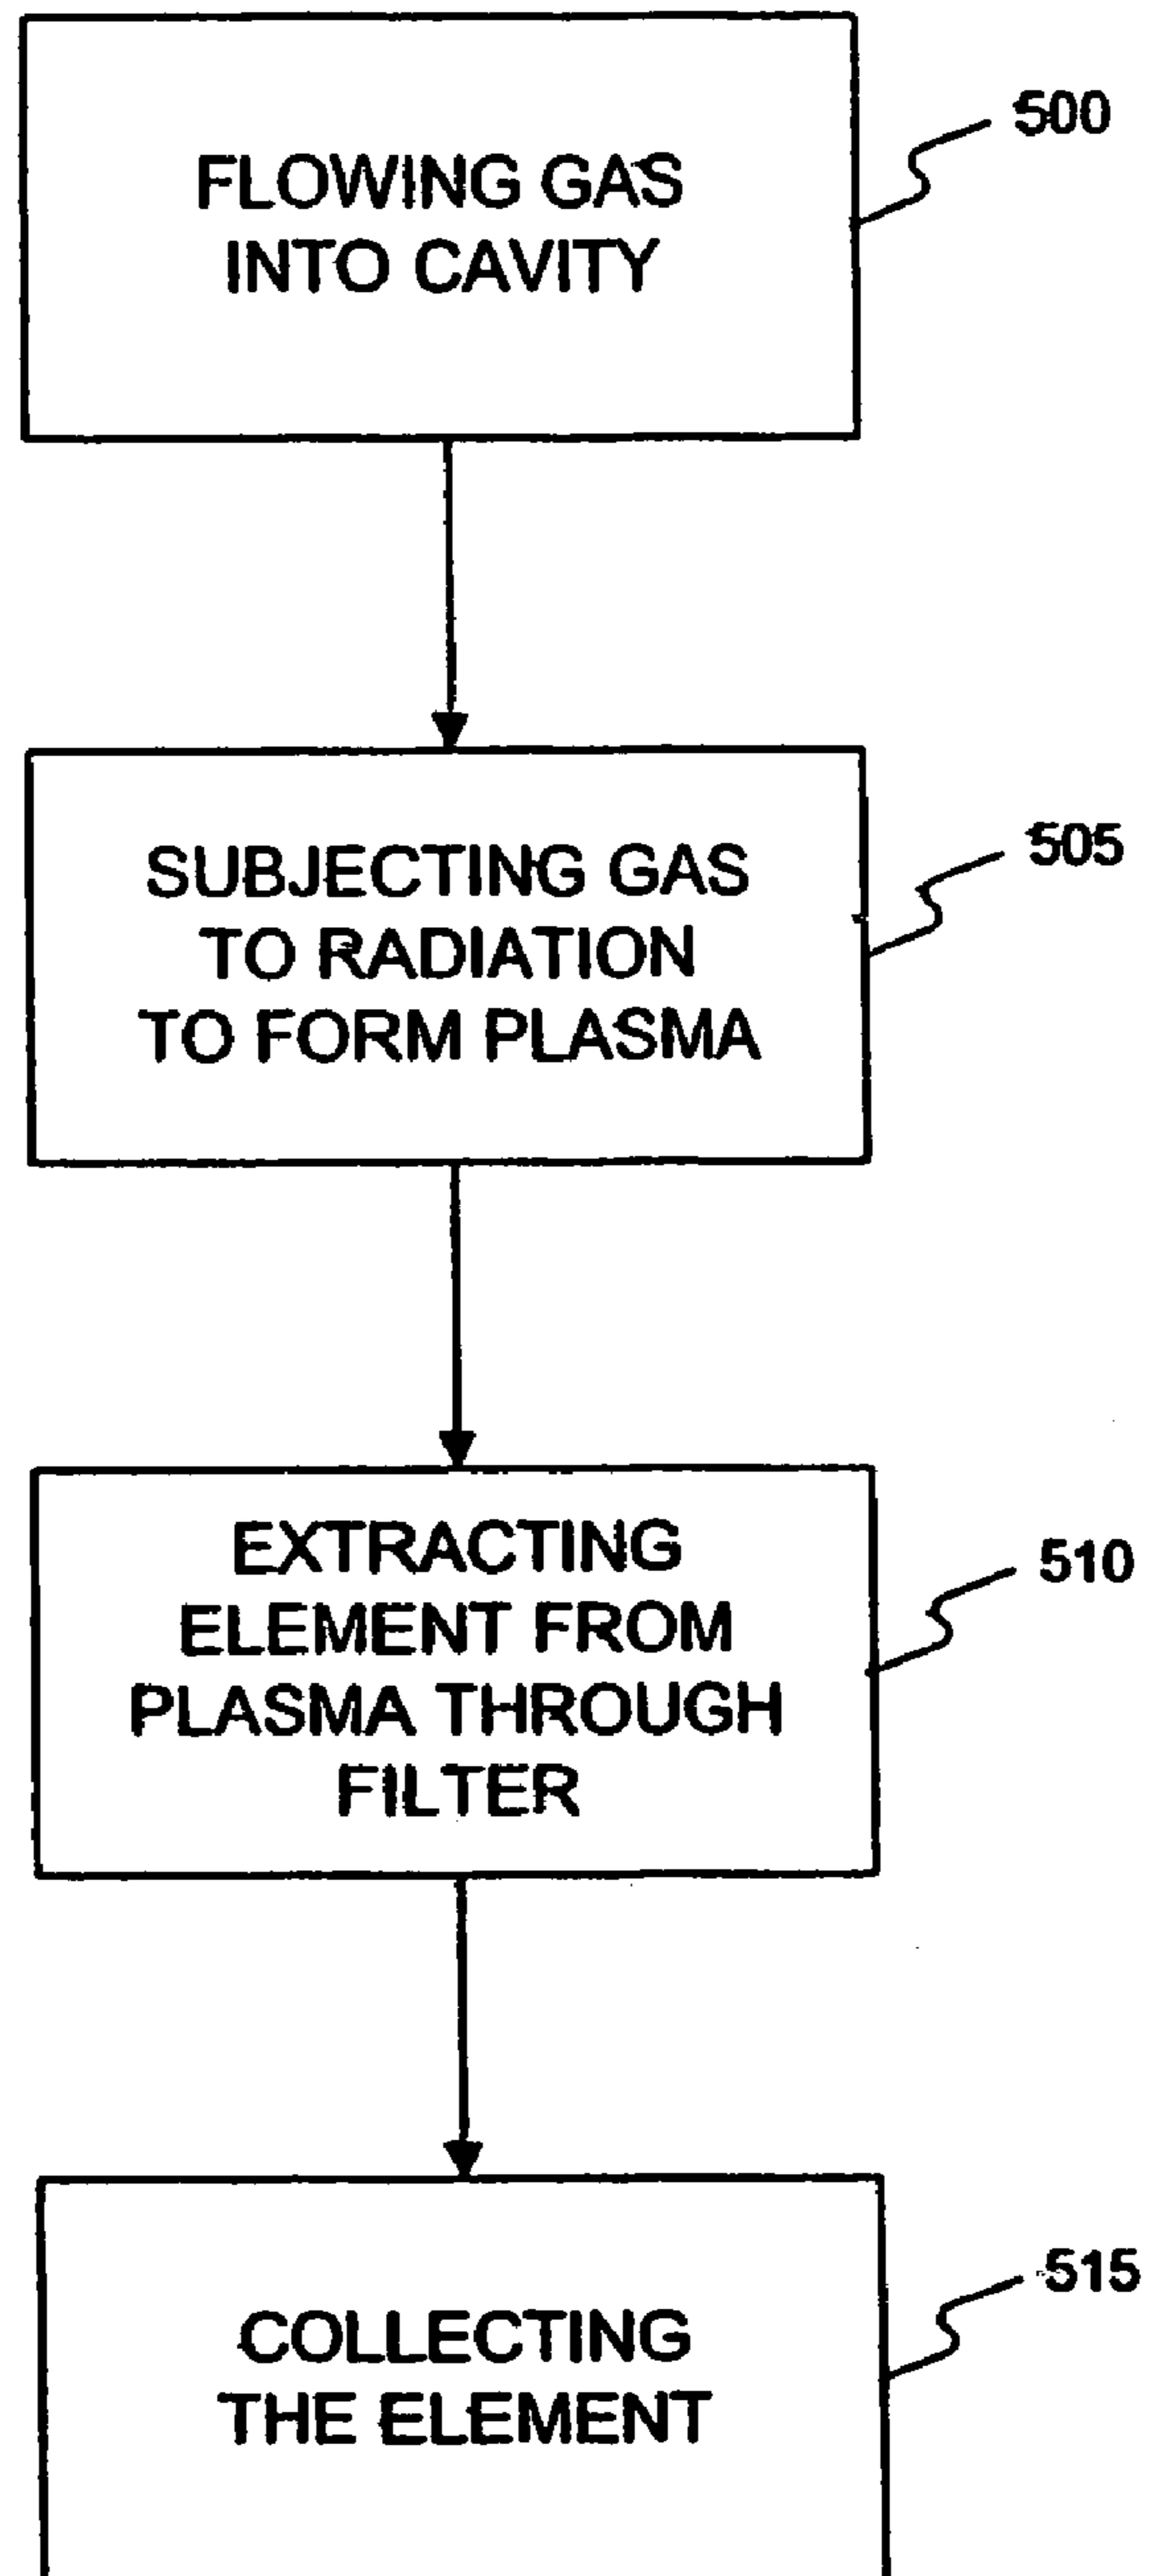 FLOWING GAS
INTO CAVITY
500
SUBJECTING GAS
TO RADIATION
TO FORM PLASMA
505
EXTRACTING
ELEMENT FROM
PLASMA THROUGH
FILTER
510
COLLECTING
THE ELEMENT
515